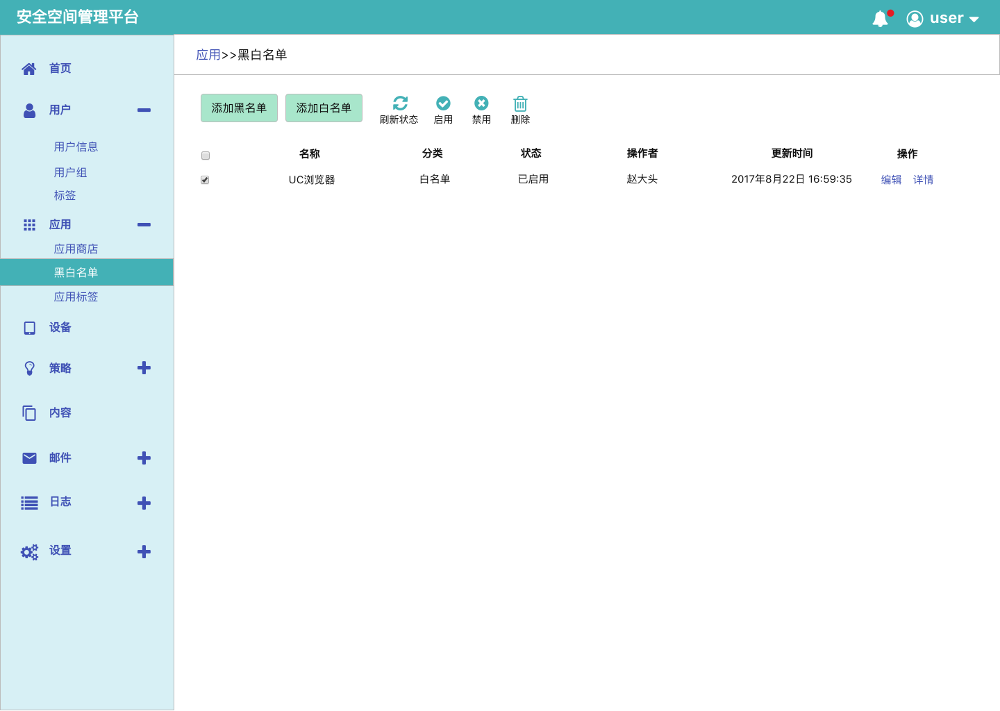 安全空间管理平台
user
首页
用户
用户信息
用户组
标签
应用
应用商店
黑白名单
应用标签
设备
策略
内容
邮件
日志
设置
应用>>黑白名单
添加黑名单 添加白名单 刷新状态 启用 禁用 删除
名称 分类 状态 操作者 更新时间 操作
UC浏览器 白名单 已启用 赵大头 2017年8月22日 16:59:35 编辑 详情